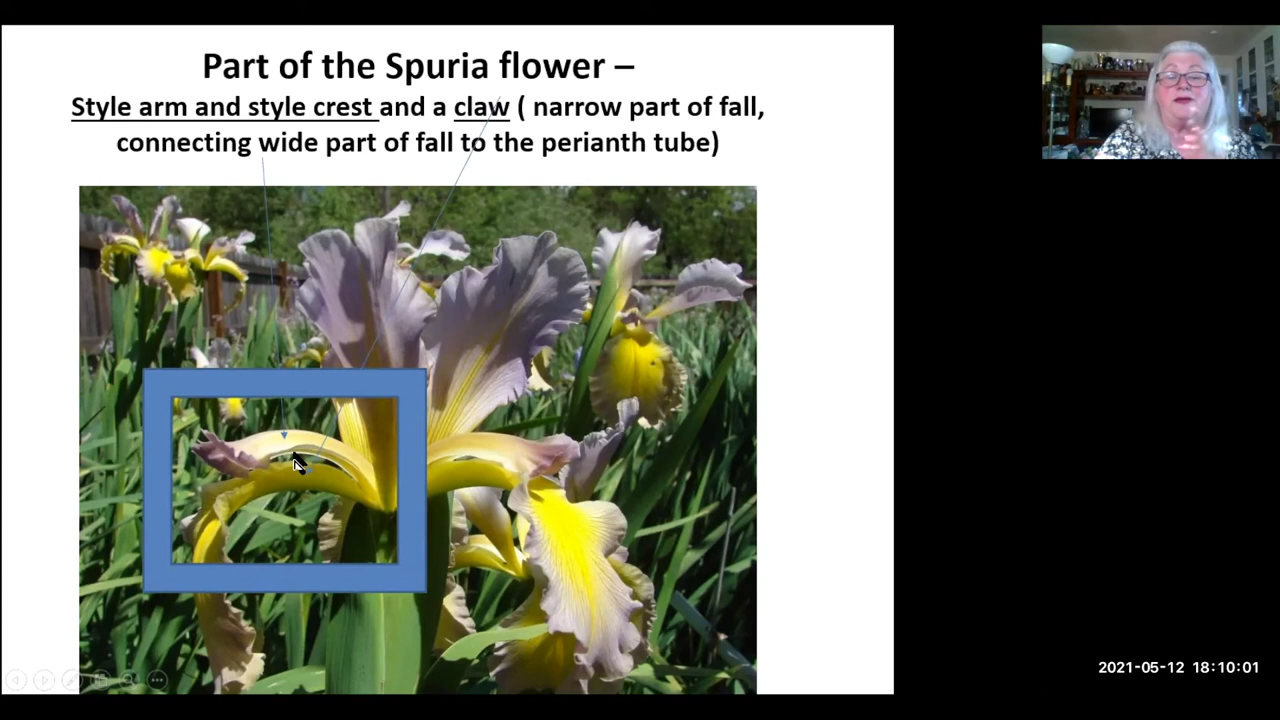 Part of the Spuria flower –
Style arm and style crest and a claw ( narrow part of fall,
connecting wide part of fall to the perianth tube)
2021-05-12 18:10:01